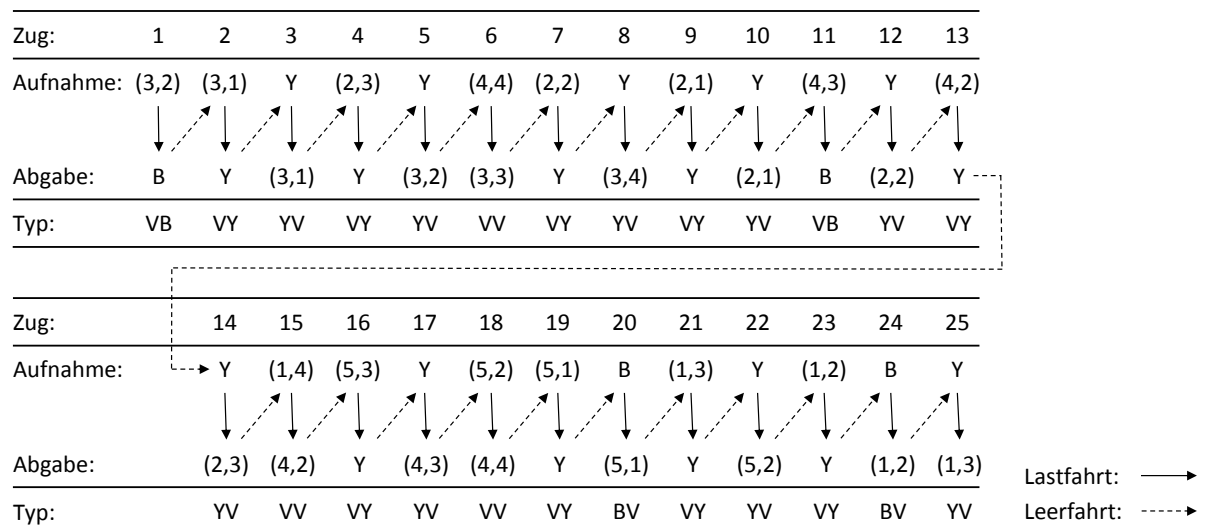 Zug: 1 2 3 4 5 6 7 8 9 10 11 12 13
Aufnahme: (3,2) (3,1) Y (2,3) Y (4,4) (2,2) Y (2,1) Y (4,3) Y (4,2)
Abgabe: B Y (3,1) Y (3,2) (3,3) Y (3,4) Y (2,1) B (2,2) Y
Typ: VB VY YV VY YV VV VY YV VY YV VB YV VY
Zug: 14 15 16 17 18 19 20 21 22 23 24 25
Aufnahme: Y (1,4) (5,3) Y (5,2) (5,1) B (1,3) Y (1,2) B Y
Abgabe: (2,3) (4,2) Y (4,3) (4,4) Y (5,1) Y (5,2) Y (1,2) (1,3)
Lastfahrt:
Typ: YV VV VY YV VV VY BV VY YV VY BV YV
Leerfahrt: